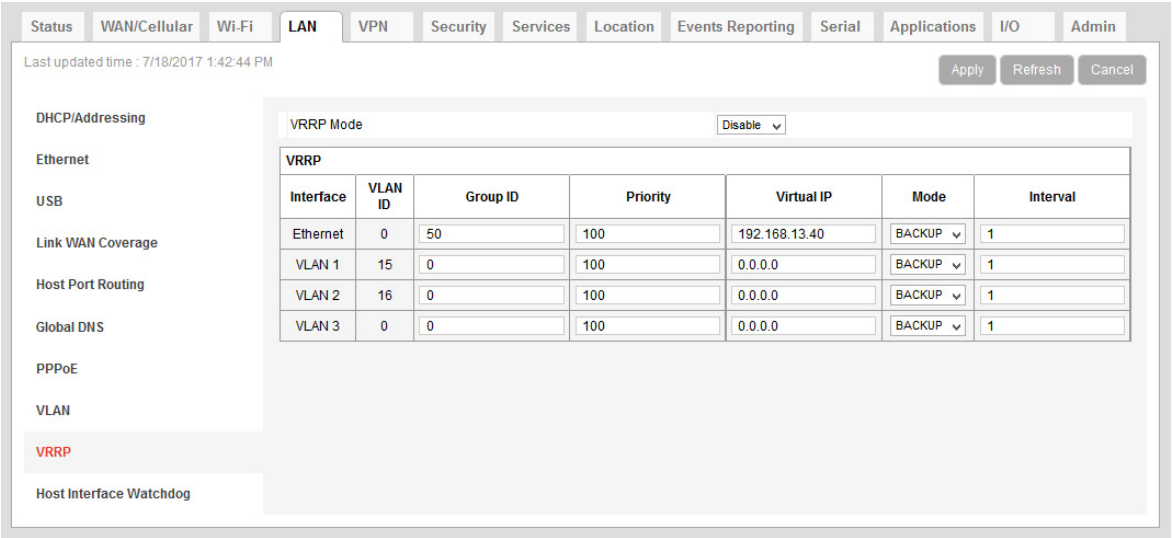 Status WAN/Cellular Wi-Fi LAN VPN Security Services Location Events Reporting Serial Applications I/O Admin
Last updated time : 7/18/2017 1:42:44 PM
Apply Refresh Cancel
DHCP/Addressing
Ethernet
USB
Link WAN Coverage
Host Port Routing
Global DNS
PPPoE
VLAN
VRRP
Host Interface Watchdog
VRRP Mode Disable
VRRP
Interface VLAN ID Group ID Priority Virtual IP Mode Interval
Ethernet 0 50 100 192.168.13.40 BACKUP 1
VLAN 1 15 0 100 0.0.0.0 BACKUP 1
VLAN 2 16 0 100 0.0.0.0 BACKUP 1
VLAN 3 0 0 100 0.0.0.0 BACKUP 1